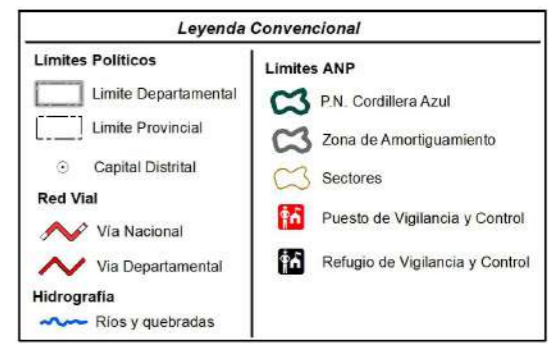 Leyenda Convencional
Límites Políticos
Limite Departamental
Limite Provincial
Capital Distrital
Red Vial
Vía Nacional
Via Departamental
Hidrografía
Ríos y quebradas
Limites ANP
P.N. Cordillera Azul
Zona de Amortiguamiento
Sectores
Puesto de Vigilancia y Control
Refugio de Vigilancia y Control